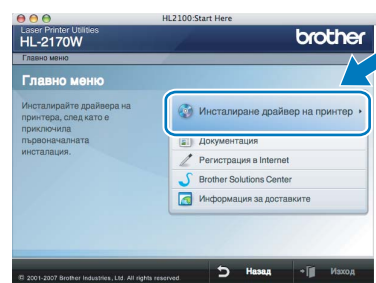 HL2100:Start Here
Laser Printer Utilities
HL-2170W
brother
Главно меню
Главно меню
Инсталирайте драйвера на
принтера, след като е
приключила
първоначалната
инсталация.
Инсталиране драйвер на принтер
Документация
Регистрация в Internet
Brother Solutions Center
Информация за доставките
© 2001-2007 Brother Industries, Ltd. All rights reserved.
Назад
Изход